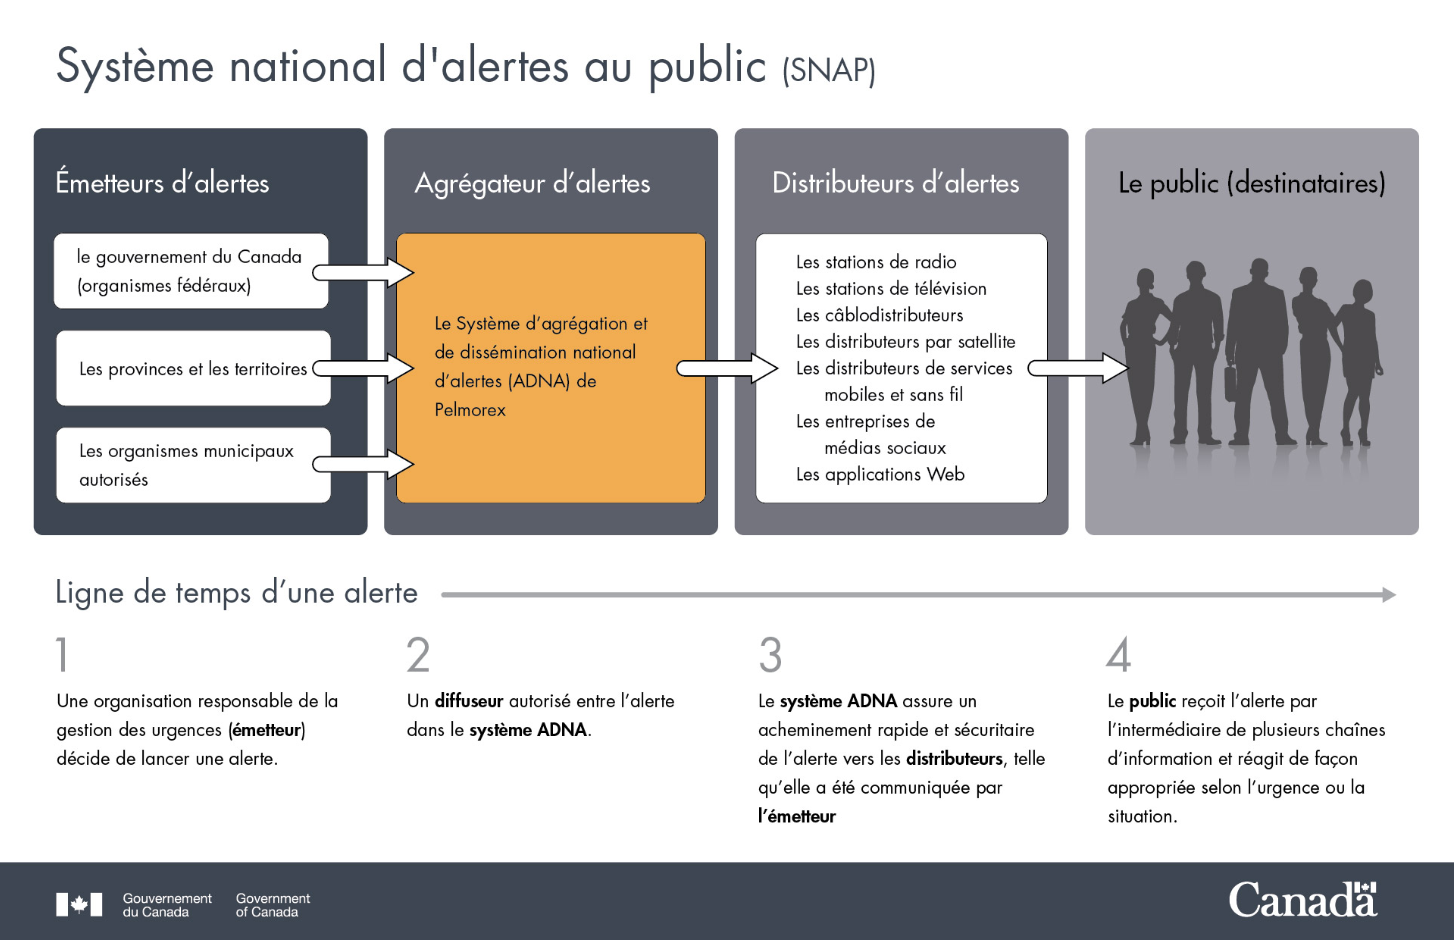 Système national d'alertes au public (SNAP)
Émetteurs d’alertes
le gouvernement du Canada
(organismes fédéraux)
Les provinces et les territoires
Les organismes municipaux
autorisés
Agrégateur d’alertes
Le Système d’agrégation et
de dissémination national
d’alertes (ADNA) de
Pelmorex
Distributeurs d’alertes
Les stations de radio
Les stations de télévision
Les câblodistributeurs
Les distributeurs par satellite
Les distributeurs de services
mobiles et sans fil
Les entreprises de
médias sociaux
Les applications Web
Le public (destinataires)
Ligne de temps d’une alerte
1
Une organisation responsable de la
gestion des urgences (émetteur)
décide de lancer une alerte.
2
Un diffuseur autorisé entre l’alerte
dans le système ADNA.
3
Le système ADNA assure un
acheminement rapide et sécuritaire
de l’alerte vers les distributeurs, telle
qu’elle a été communiquée par
l’émetteur
4
Le public reçoit l’alerte par
l’intermédiaire de plusieurs chaînes
d’information et réagit de façon
appropriée selon l’urgence ou la
situation.
Gouvernement
du Canada
Government
of Canada
Canada